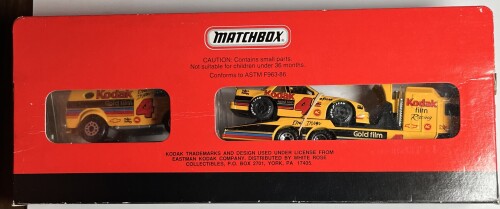 MATCHBOX
CAUTION: Contains small parts.
Not suitable for children under 36 months.
Conforms to ASTM F963-86
Kodak
4
4
Kodak
film
Racing
Gold film
KODAK TRADEMARKS AND DESIGN USED UNDER LICENSE FROM
EASTMAN KODAK COMPANY. DISTRIBUTED BY WHITE ROSE
COLLECTIBLES, P.O. BOX 2701, YORK, PA 17405.